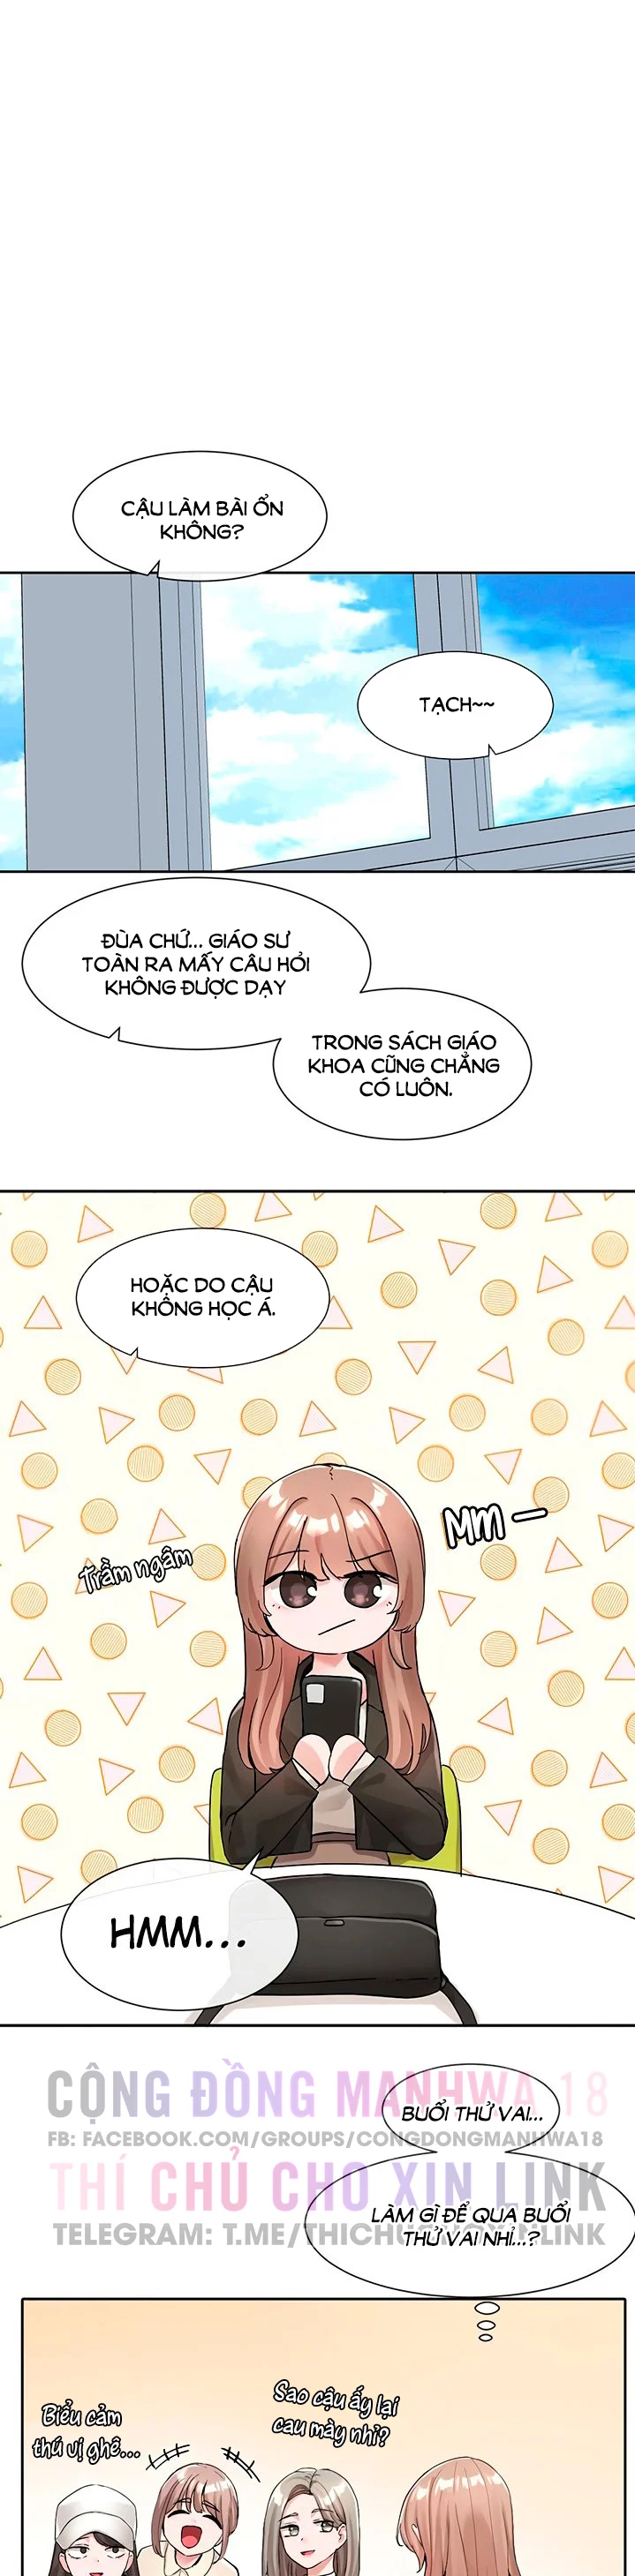 CẬU LÀM BÀI ỔN
KHÔNG?
TẠCH~~
ĐÙA CHỨ... GIÁO SƯ
TOÀN RA MẤY CÂU HỎI
KHÔNG ĐƯỢC DẠY
TRONG SÁCH GIÁO
KHOA CŨNG CHẲNG
CÓ LUÔN.
HOẶC DO CẬU
KHÔNG HỌC Á.
MM —
Trầm ngâm
HMM...
CỘNG ĐỒNG MANHWA 18
BUỔI THỬ VAI...
FB: FACEBOOK.COM/GROUPS/CONGDONGMANHWA18
THÍ CHỦ CHO XIN LINK
LÀM GÌ ĐỂ QUA BUỔI
THỬ VAI NHỈ...?
TELEGRAM: T.ME/THICHUCHOXINLINK
Sao cậu ấy lại
cau mày nhỉ?
Biểu cảm
thú vị ghê...